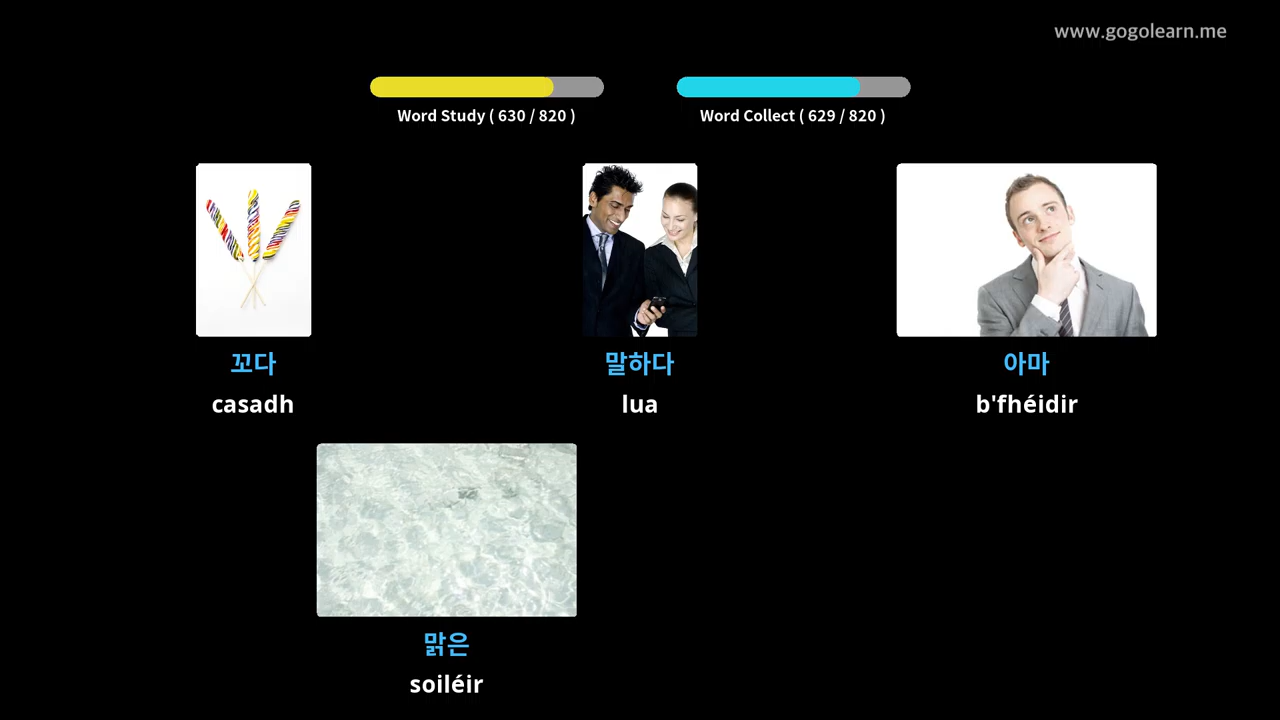 www.gogolearn.me
Word Study ( 630 / 820 )
Word Collect ( 629 / 820 )
꼬다
말하다
아마
casadh
lua
b'fhéidir
맑은
soiléir